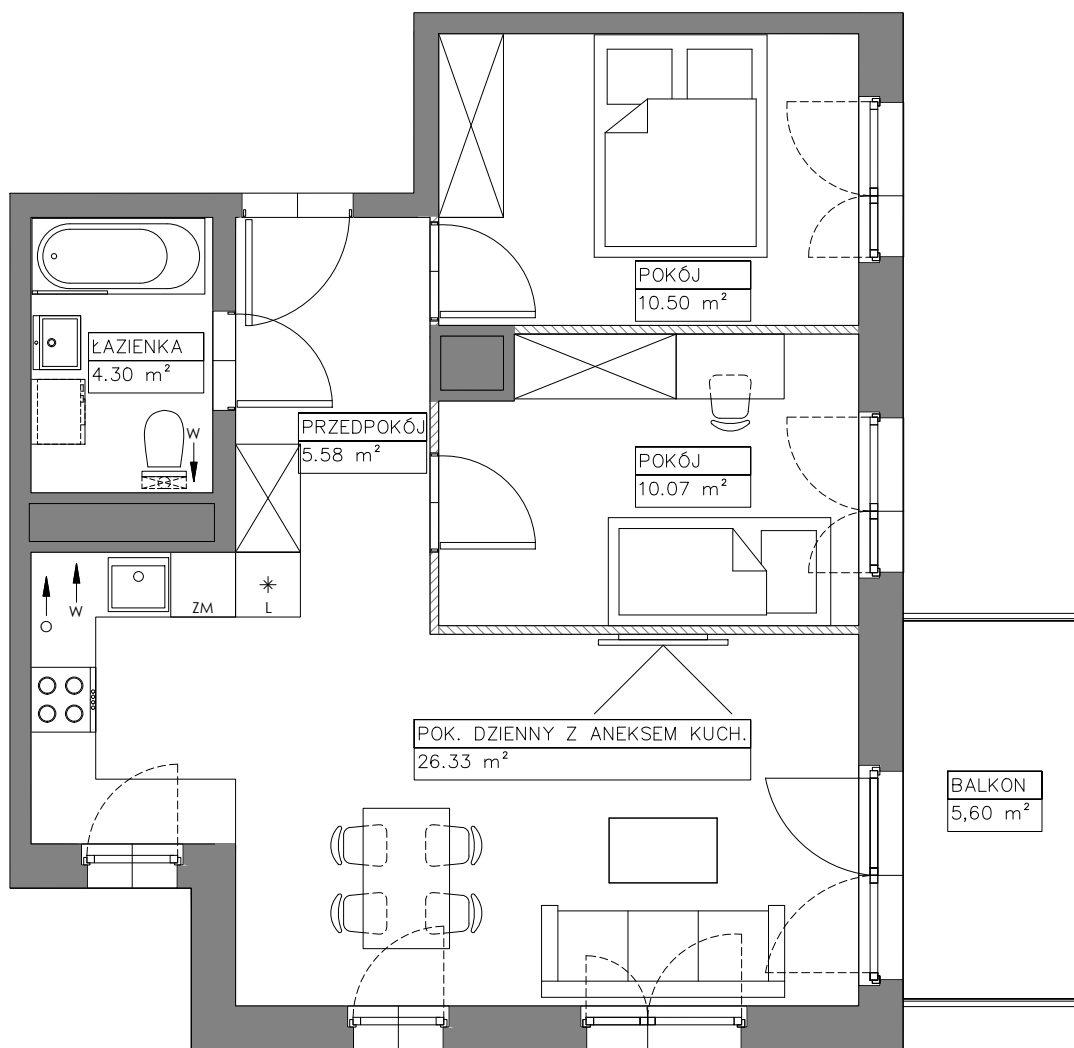 POKÓJ
10.50 m²
ŁAZIENKA
4.30 m²
W
PRZEDPOKÓJ
5.58 m²
POKÓJ
10.07 m²
W
ZM
L
POK. DZIENNY Z ANEKSEM KUCH.
26.33 m²
BALKON
5,60 m²